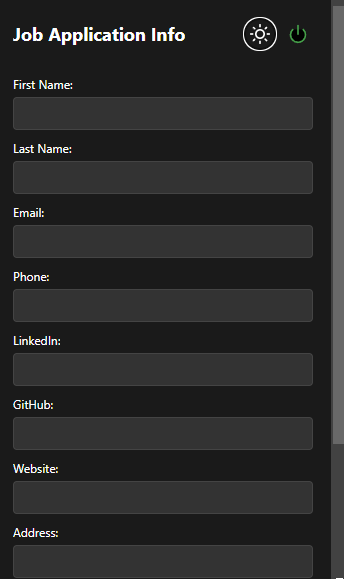 Job Application Info
First Name:
Last Name:
Email:
Phone:
LinkedIn:
GitHub:
Website:
Address: